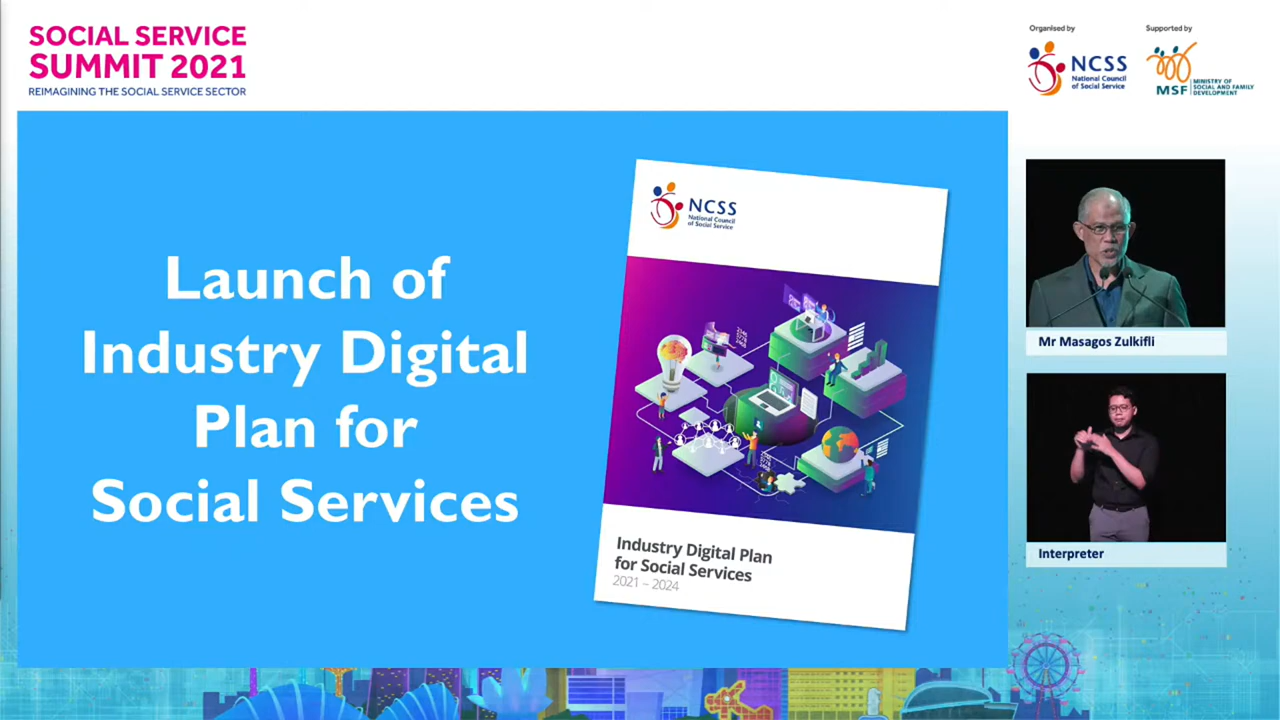 SOCIAL SERVICE
SUMMIT 2021
REIMAGINING THE SOCIAL SERVICE SECTOR
Organised by
NCSS
National Council
of Social Service
Supported by
MSF
MINISTRY OF
SOCIAL AND FAMILY
DEVELOPMENT
Launch of
Industry Digital
Plan for
Social Services
NCSS
National Council
of Social Service
Industry Digital Plan
for Social Services
2021 – 2024
Mr Masagos Zulkifli
Interpreter